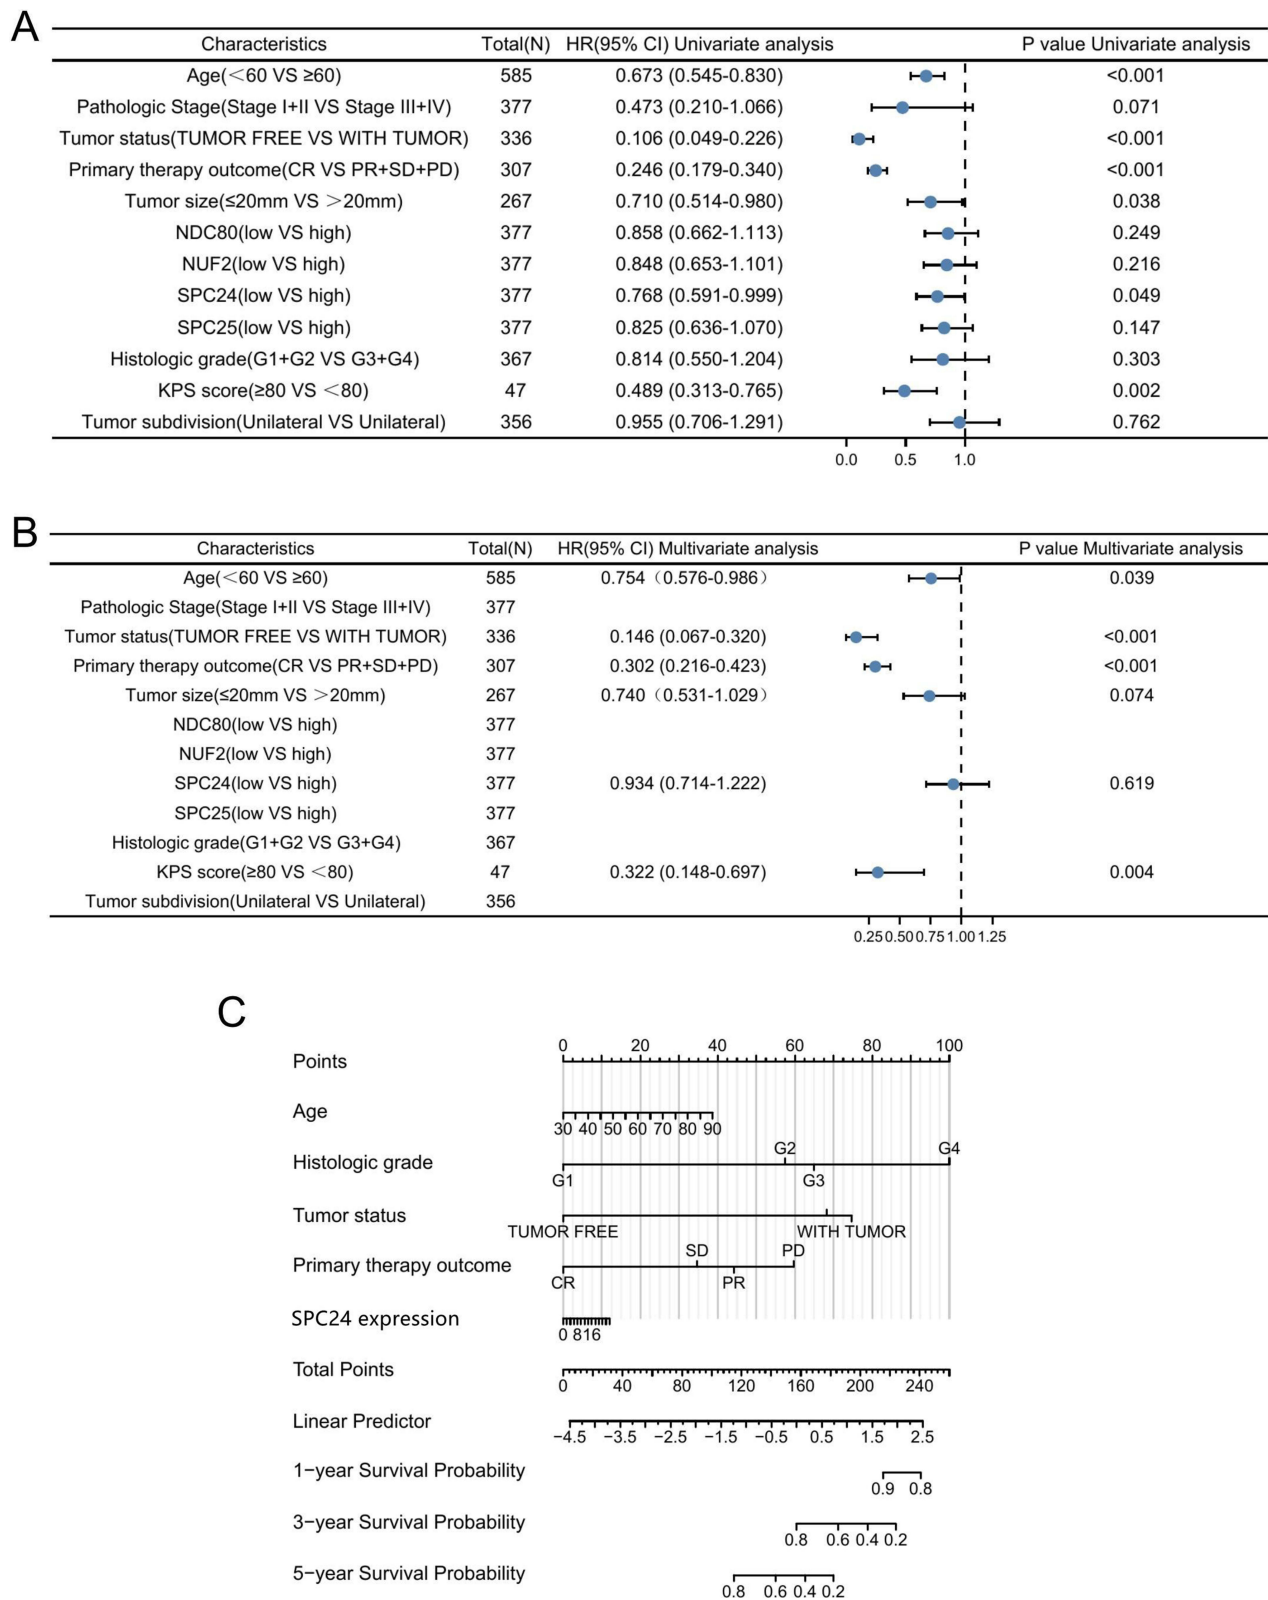 A
Characteristics Total(N) HR(95% CI) Univariate analysis P value Univariate analysis
Age(＜60 VS ≥60) 585 0.673 (0.545-0.830) <0.001
Pathologic Stage(Stage I+II VS Stage III+IV) 377 0.473 (0.210-1.066) 0.071
Tumor status(TUMOR FREE VS WITH TUMOR) 336 0.106 (0.049-0.226) <0.001
Primary therapy outcome(CR VS PR+SD+PD) 307 0.246 (0.179-0.340) <0.001
Tumor size(≤20mm VS ＞20mm) 267 0.710 (0.514-0.980) 0.038
NDC80(low VS high) 377 0.858 (0.662-1.113) 0.249
NUF2(low VS high) 377 0.848 (0.653-1.101) 0.216
SPC24(low VS high) 377 0.768 (0.591-0.999) 0.049
SPC25(low VS high) 377 0.825 (0.636-1.070) 0.147
Histologic grade(G1+G2 VS G3+G4) 367 0.814 (0.550-1.204) 0.303
KPS score(≥80 VS ＜80) 47 0.489 (0.313-0.765) 0.002
Tumor subdivision(Unilateral VS Unilateral) 356 0.955 (0.706-1.291) 0.762
0.0 0.5 1.0
B
Characteristics Total(N) HR(95% CI) Multivariate analysis P value Multivariate analysis
Age(＜60 VS ≥60) 585 0.754（0.576-0.986） 0.039
Pathologic Stage(Stage I+II VS Stage III+IV) 377
Tumor status(TUMOR FREE VS WITH TUMOR) 336 0.146 (0.067-0.320) <0.001
Primary therapy outcome(CR VS PR+SD+PD) 307 0.302 (0.216-0.423) <0.001
Tumor size(≤20mm VS ＞20mm) 267 0.740（0.531-1.029） 0.074
NDC80(low VS high) 377
NUF2(low VS high) 377
SPC24(low VS high) 377 0.934 (0.714-1.222) 0.619
SPC25(low VS high) 377
Histologic grade(G1+G2 VS G3+G4) 367
KPS score(≥80 VS ＜80) 47 0.322 (0.148-0.697) 0.004
Tumor subdivision(Unilateral VS Unilateral) 356
0.25 0.50 0.75 1.00 1.25
C
0 20 40 60 80 100
Points
Age
30 40 50 60 70 80 90
G2 G4
Histologic grade
G1 G3
Tumor status
TUMOR FREE WITH TUMOR
SD PD
Primary therapy outcome
CR PR
SPC24 expression
0 8 16
Total Points
0 40 80 120 160 200 240
Linear Predictor
−4.5 −3.5 −2.5 −1.5 −0.5 0.5 1.5 2.5
1−year Survival Probability
0.9 0.8
3−year Survival Probability
0.8 0.6 0.4 0.2
5−year Survival Probability
0.8 0.6 0.4 0.2